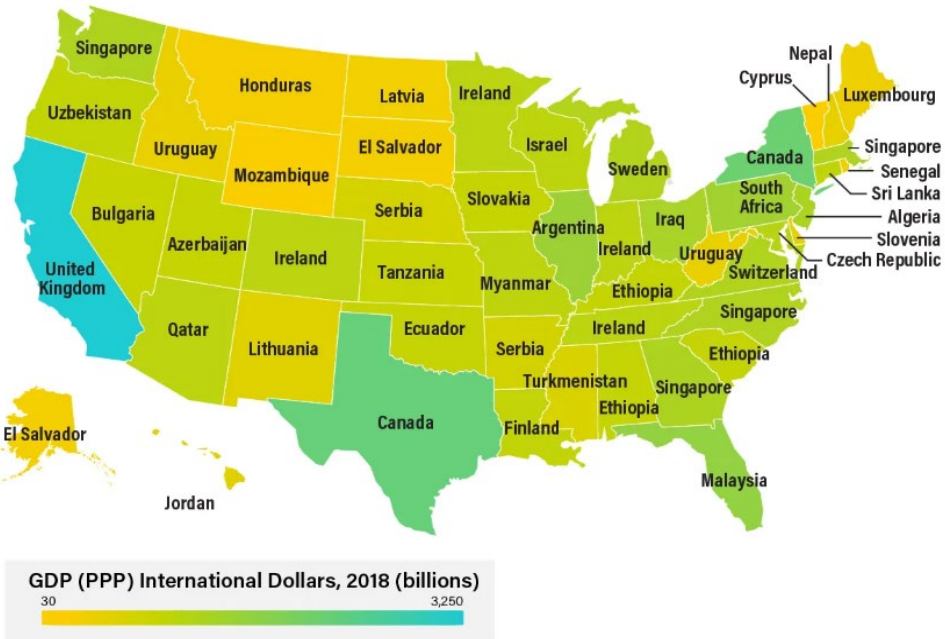 Singapore
Nepal
Cyprus
Honduras
Latvia
Ireland
Luxembourg
Uzbekistan
Uruguay
El Salvador
Israel
Singapore
Canada
Sweden
Senegal
Mozambique
Slovakia
South
Africa
Sri Lanka
Serbia
Bulgaria
Argentina
Iraq
Algeria
Azerbaijan
Ireland
Ireland
Uruguay
Slovenia
Czech Republic
United
Kingdom
Tanzania
Myanmar
Switzerland
Ethiopia
Singapore
Qatar
Ecuador
Ireland
Lithuania
Serbia
Ethiopia
Turkmenistan
Singapore
Ethiopia
Canada
Finland
El Salvador
Malaysia
Jordan
GDP (PPP) International Dollars, 2018 (billions)
30
3,250